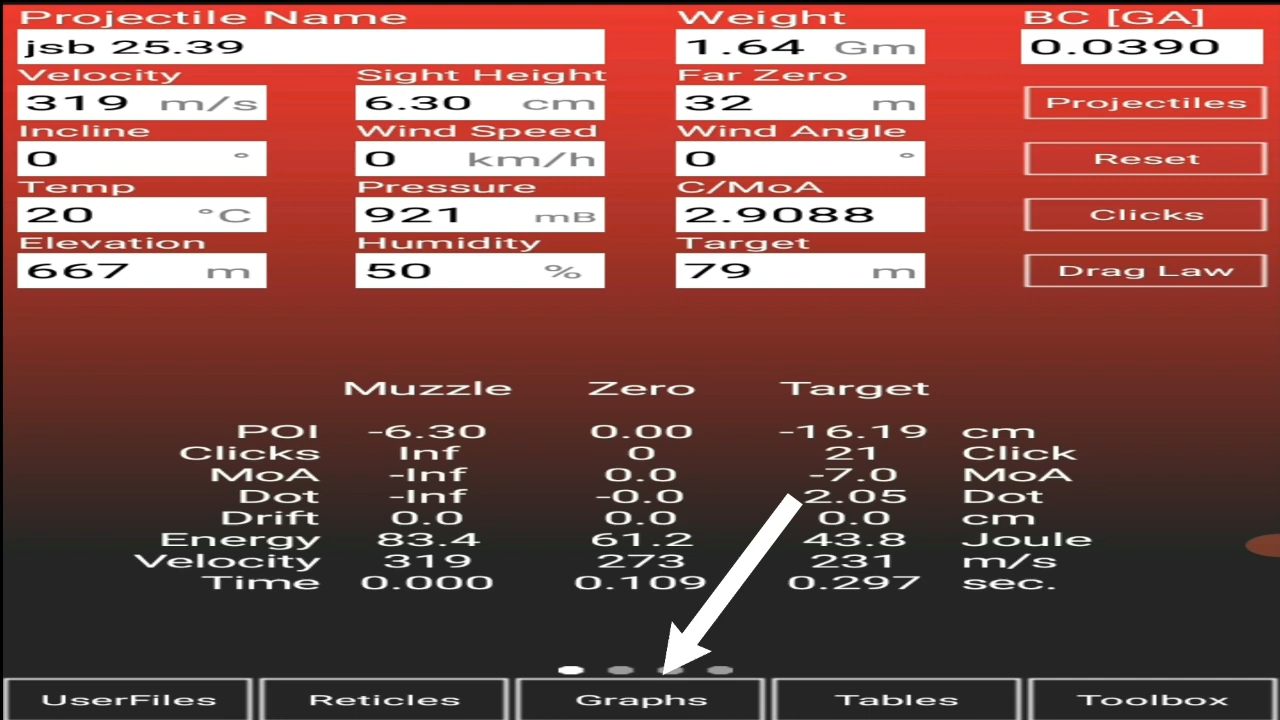 Projectile Name Weight BC [GA]
jsb 25.39 1.64 Gm 0.0390
Velocity Sight Height Far Zero
319 m/s 6.30 cm 32 m Projectiles
Incline Wind Speed Wind Angle
0 ° 0 km/h 0 ° Reset
Temp Pressure C/MoA
20 °C 921 mB 2.9088 Clicks
Elevation Humidity Target
667 m 50 % 79 m Drag Law
Muzzle Zero Target
POI -6.30 0.00 -16.19 cm
Clicks Inf 0 21 Click
MoA -Inf 0.0 -7.0 MoA
Dot -Inf -0.0 2.05 Dot
Drift 0.0 0.0 0.0 cm
Energy 83.4 61.2 43.8 Joule
Velocity 319 273 231 m/s
Time 0.000 0.109 0.297 sec.
UserFiles Reticles Graphs Tables Toolbox